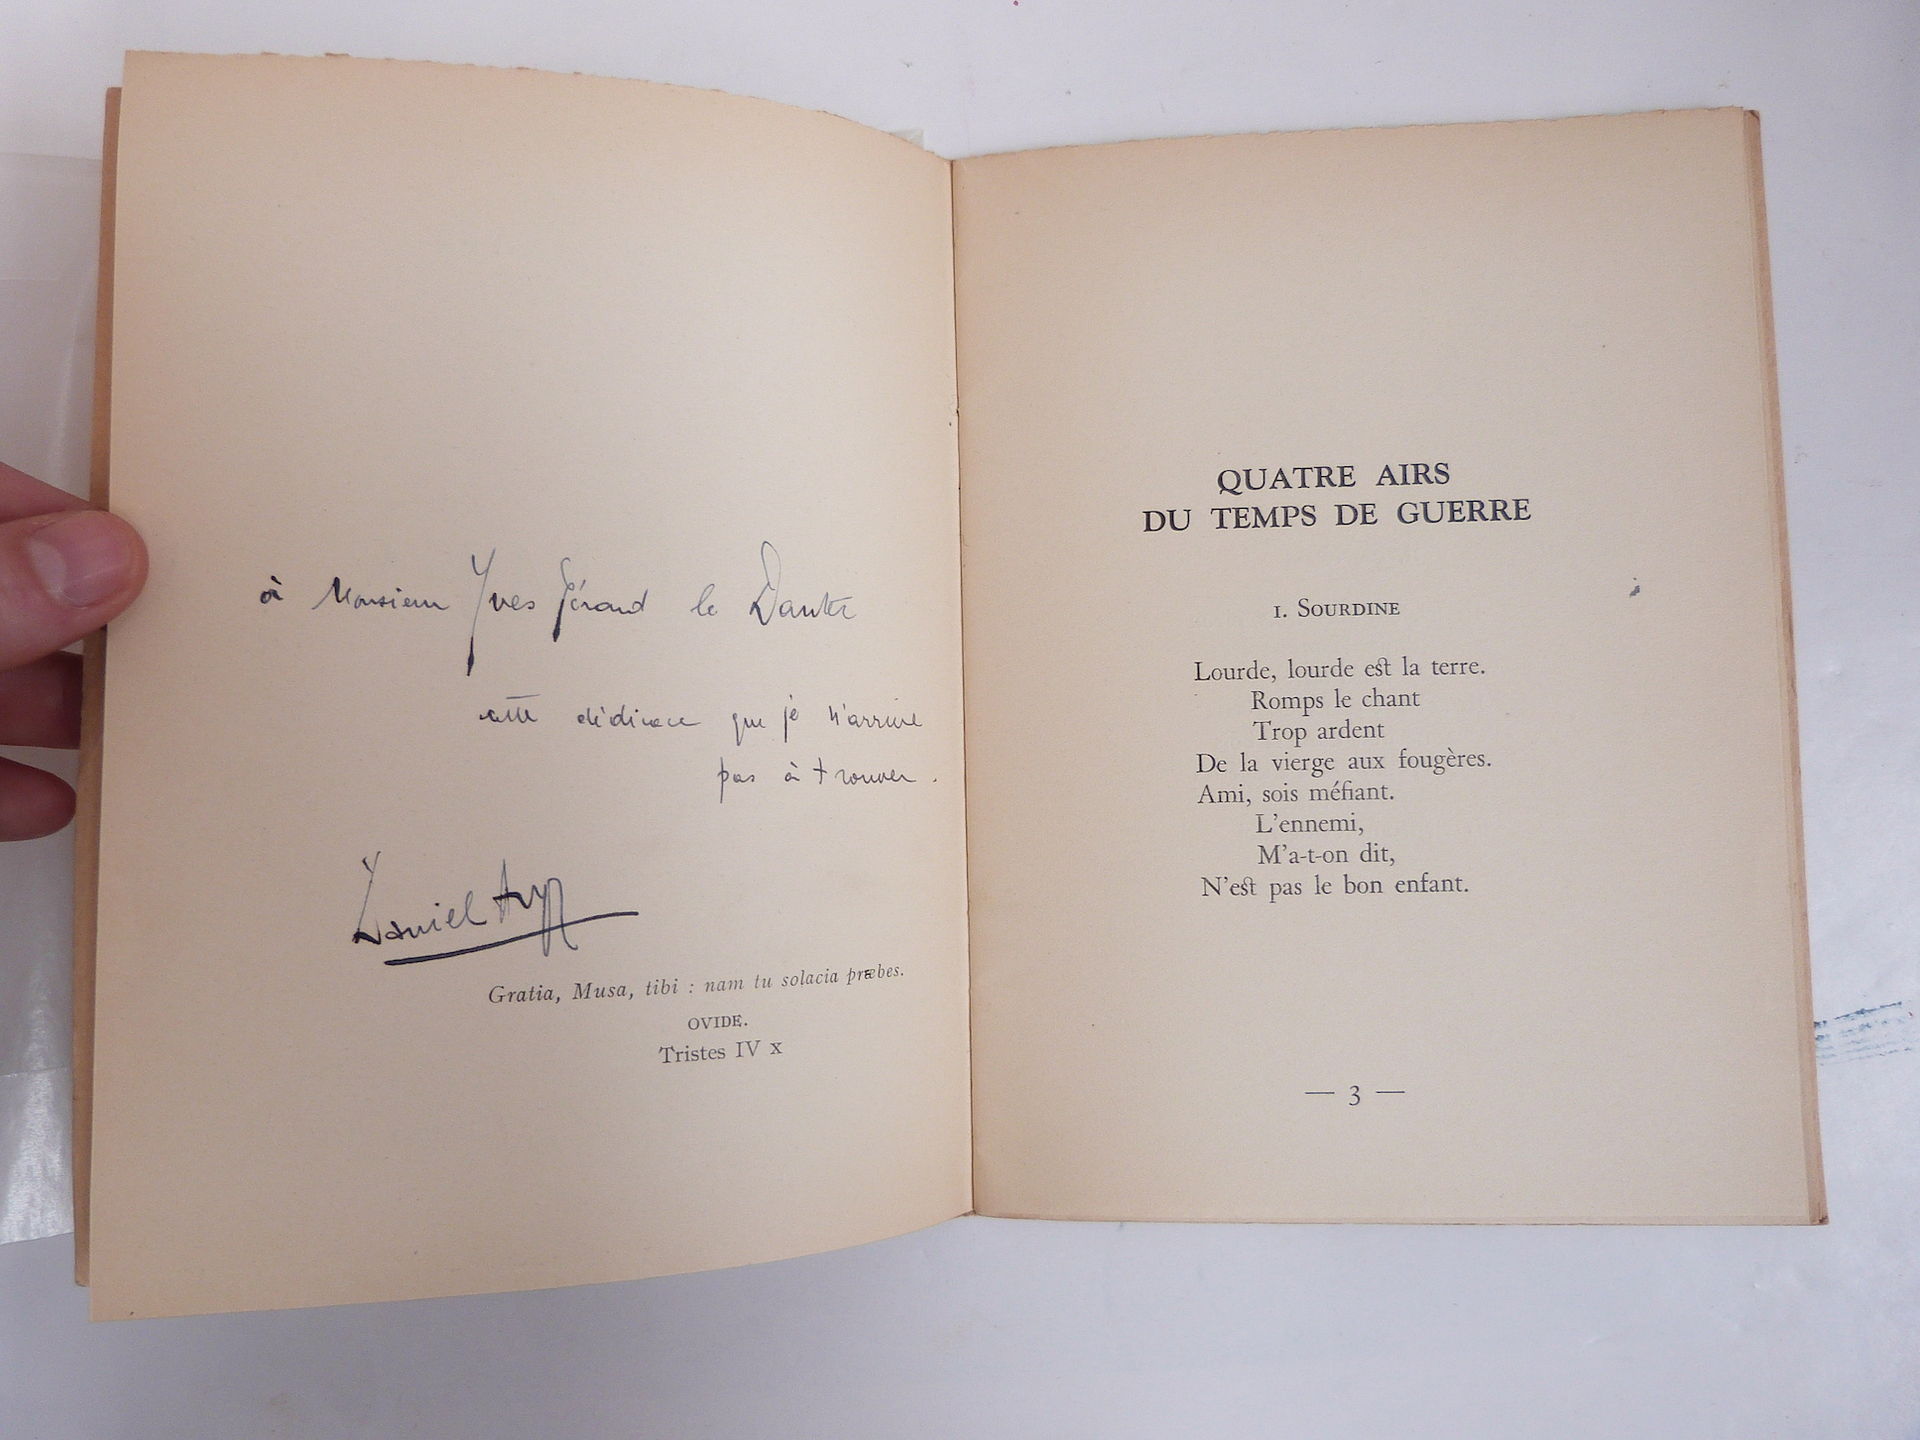 à Monsieur Yves Gérard le Dantec
cette dédicace que je n'arrive
pas à trouver.
Daniel
Gratia, Musa, tibi : nam tu solacia præbes.
OVIDE.
Tristes IV x
QUATRE AIRS
DU TEMPS DE GUERRE
1. SOURDINE
Lourde, lourde est la terre.
Romps le chant
Trop ardent
De la vierge aux fougères.
Ami, sois méfiant.
L'ennemi,
M'a-t-on dit,
N'est pas le bon enfant.
— 3 —